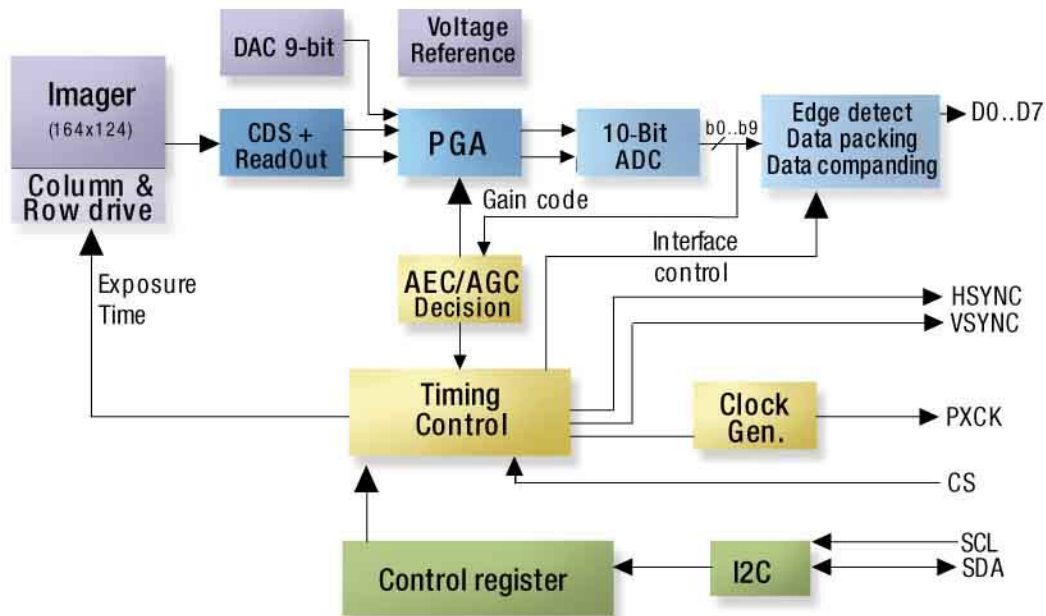 DAC 9-bit
Voltage
Reference
Imager
(164x124)
Column &
Row drive
CDS +
ReadOut
PGA
10-Bit
ADC
b0..b9
Edge detect
Data packing
Data companding
D0..D7
Gain code
Interface
control
Exposure
Time
AEC/AGC
Decision
HSYNC
VSYNC
Timing
Control
Clock
Gen.
PXCK
CS
Control register
I2C
SCL
SDA